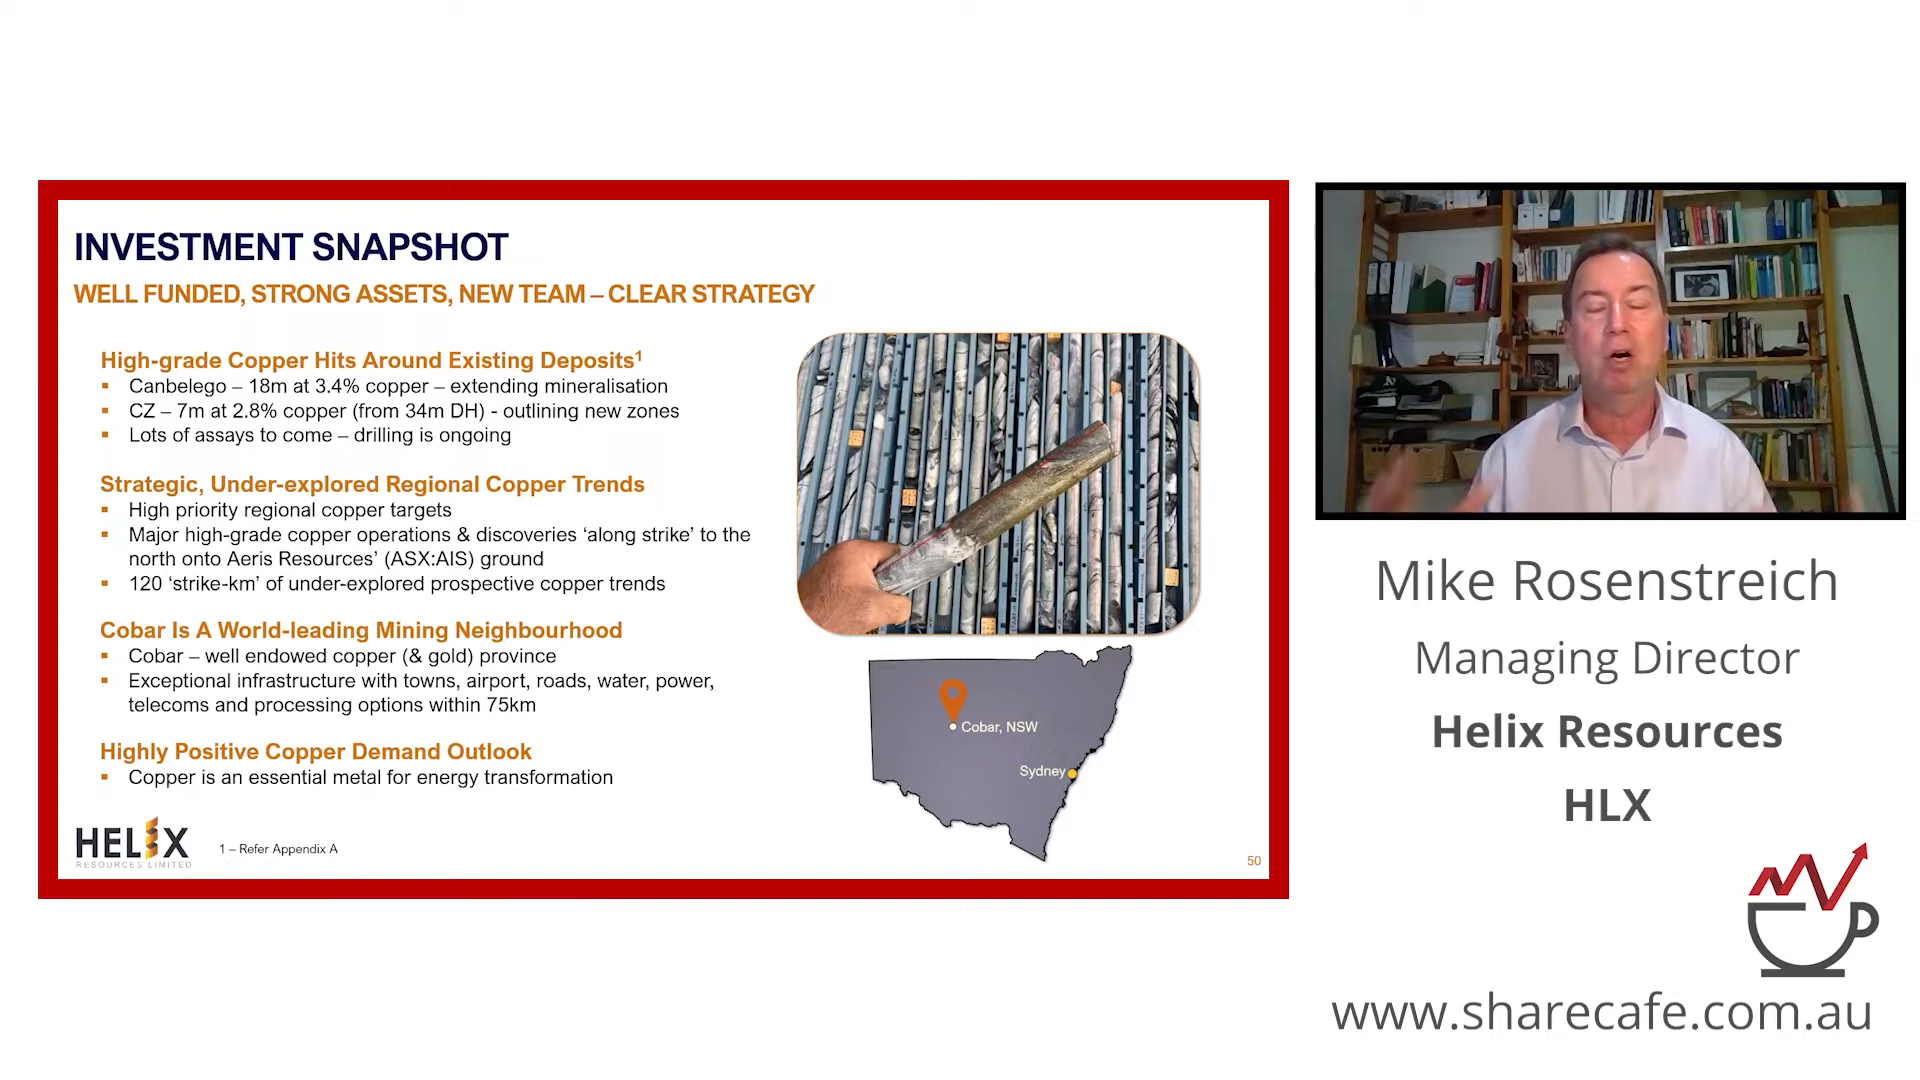 INVESTMENT SNAPSHOT
WELL FUNDED, STRONG ASSETS, NEW TEAM – CLEAR STRATEGY
High-grade Copper Hits Around Existing Deposits¹
▪ Canbelego – 18m at 3.4% copper – extending mineralisation
▪ CZ – 7m at 2.8% copper (from 34m DH) - outlining new zones
▪ Lots of assays to come – drilling is ongoing
Strategic, Under-explored Regional Copper Trends
▪ High priority regional copper targets
▪ Major high-grade copper operations & discoveries ‘along strike’ to the
north onto Aeris Resources’ (ASX:AIS) ground
▪ 120 ‘strike-km’ of under-explored prospective copper trends
Cobar Is A World-leading Mining Neighbourhood
▪ Cobar – well endowed copper (& gold) province
▪ Exceptional infrastructure with towns, airport, roads, water, power,
telecoms and processing options within 75km
Highly Positive Copper Demand Outlook
▪ Copper is an essential metal for energy transformation
Cobar, NSW
Sydney
HELIX
RESOURCES LIMITED
1 – Refer Appendix A
50
Mike Rosenstreich
Managing Director
Helix Resources
HLX
www.sharecafe.com.au